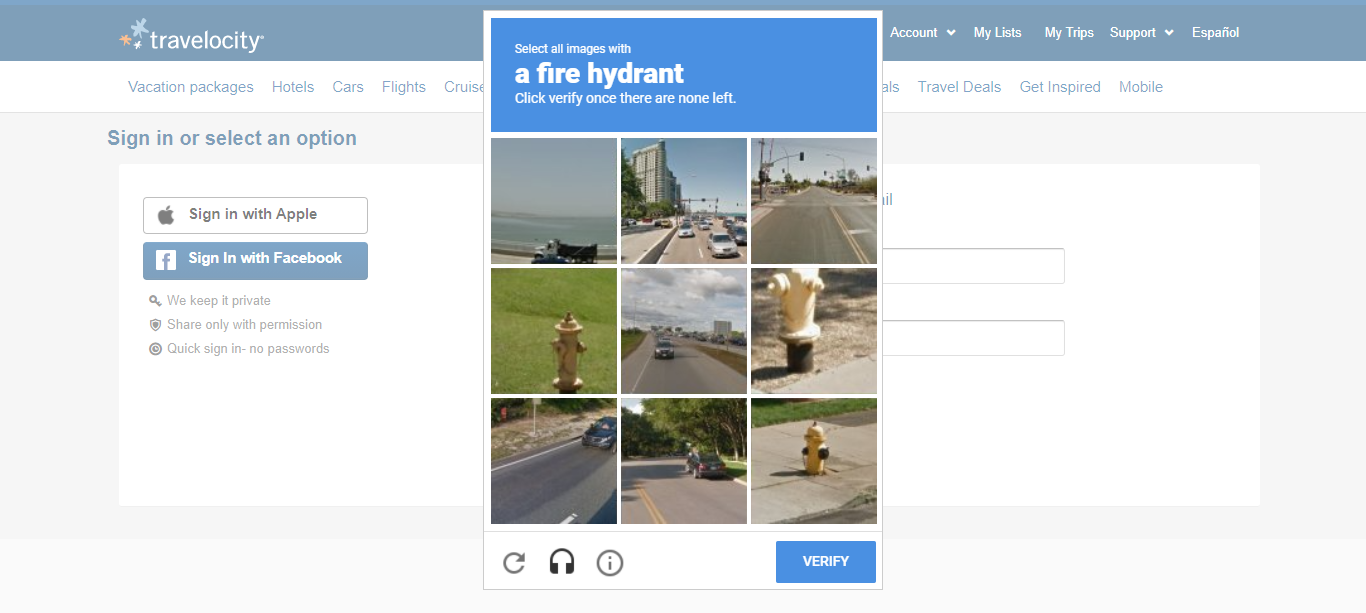 travelocity
Account
My Lists
My Trips
Support
Español
Vacation packages
Hotels
Cars
Flights
Cruise
als
Travel Deals
Get Inspired
Mobile
Sign in or select an option
Sign in with Apple
Sign In with Facebook
We keep it private
Share only with permission
Quick sign in- no passwords
Select all images with
a fire hydrant
Click verify once there are none left.
ail
VERIFY